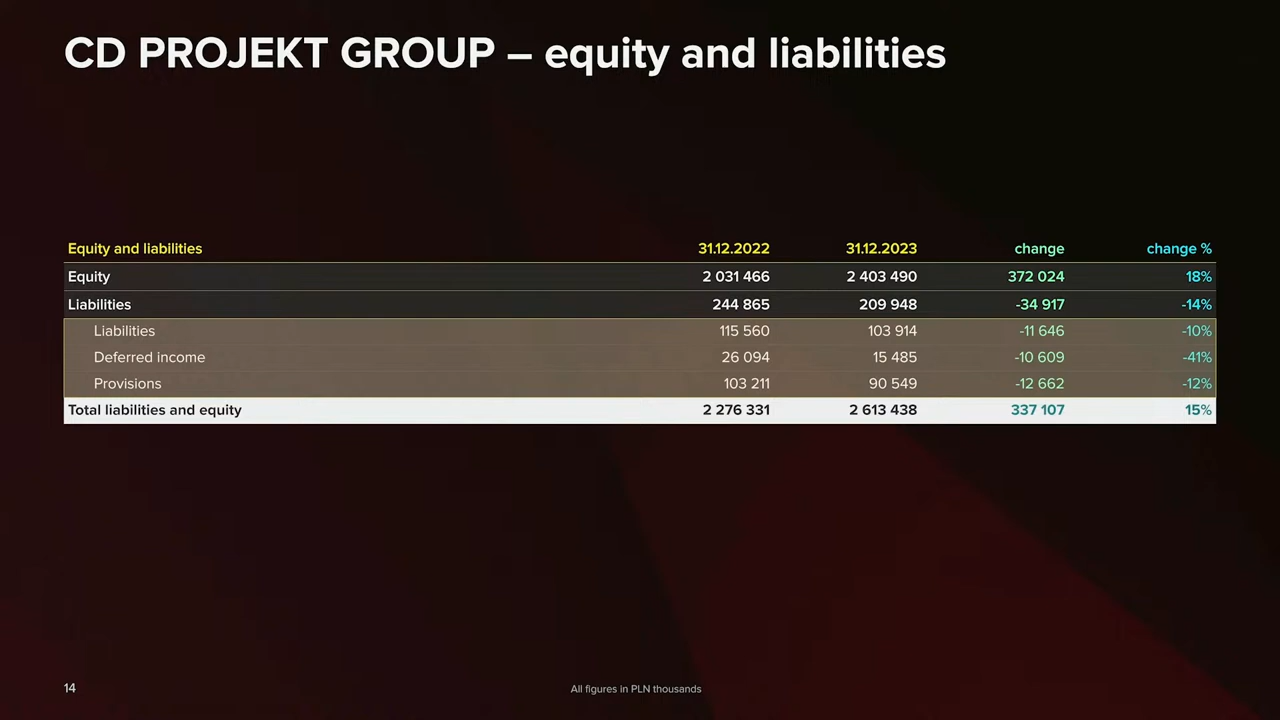 CD PROJEKT GROUP – equity and liabilities
Equity and liabilities 31.12.2022 31.12.2023 change change %
Equity 2 031 466 2 403 490 372 024 18%
Liabilities 244 865 209 948 -34 917 -14%
Liabilities 115 560 103 914 -11 646 -10%
Deferred income 26 094 15 485 -10 609 -41%
Provisions 103 211 90 549 -12 662 -12%
Total liabilities and equity 2 276 331 2 613 438 337 107 15%
14 All figures in PLN thousands